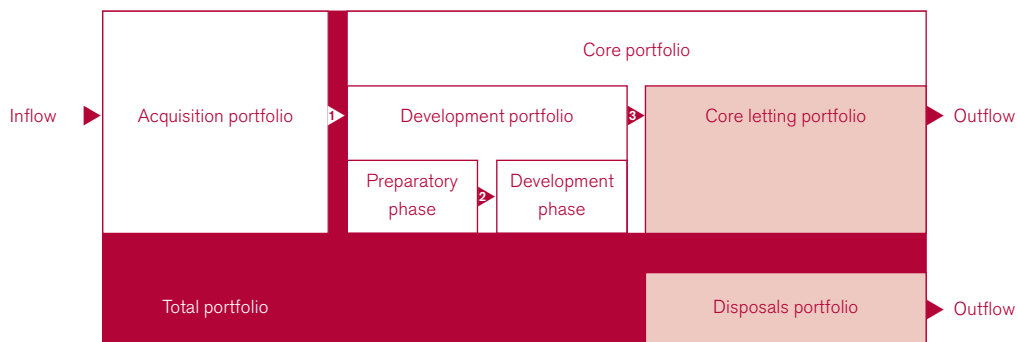 Core portfolio
Inflow
Acquisition portfolio
1
Development portfolio
3
Core letting portfolio
Outflow
Preparatory
phase
2
Development
phase
Total portfolio
Disposals portfolio
Outflow